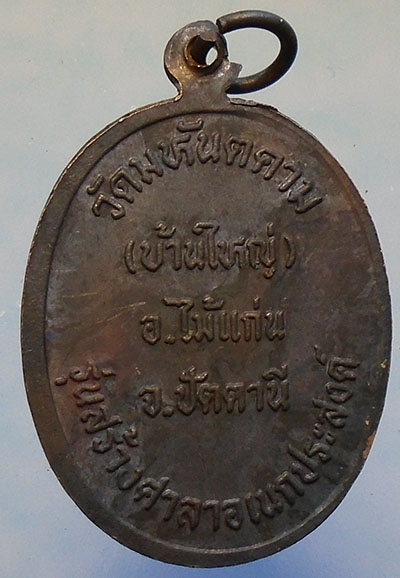 วัดมหันตคาม
(บ้านใหญ่)
อ.ไม้แก่น
จ.ปัตตานี
รุ่นสร้างศาลาอเนกประสงค์